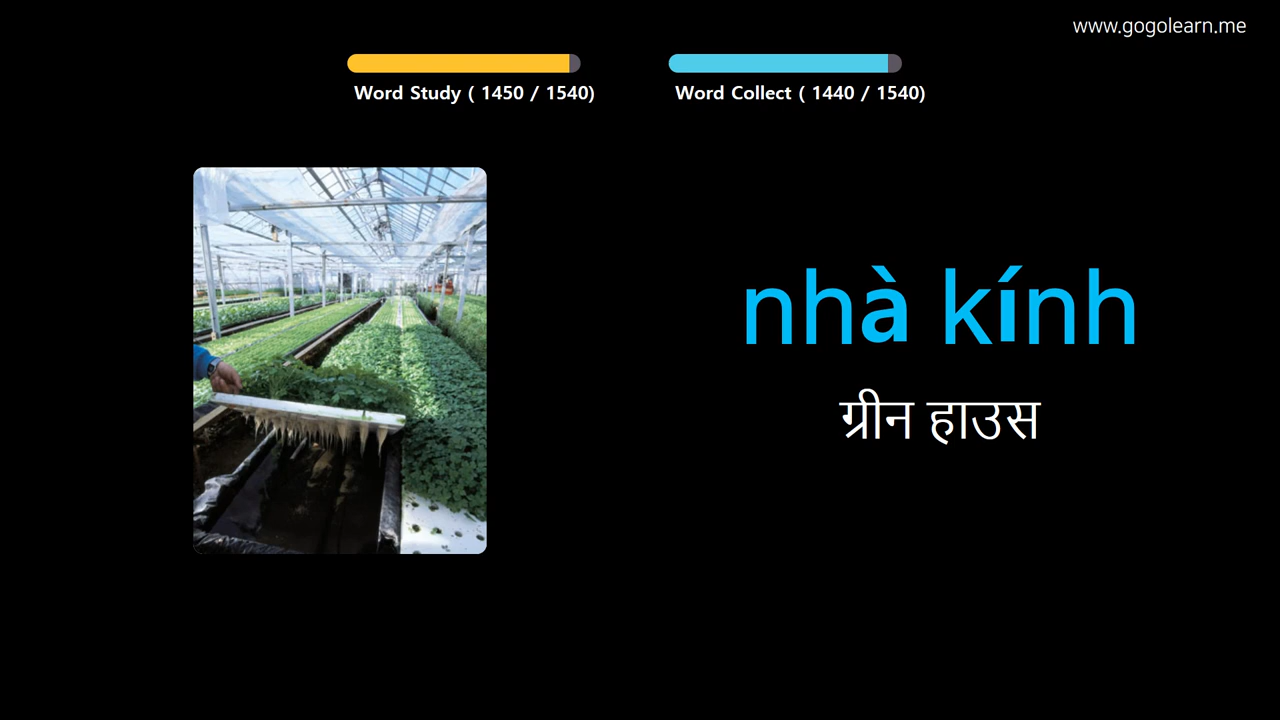 www.gogolearn.me
Word Study ( 1450 / 1540)
Word Collect ( 1440 / 1540)
nhà kính
ग्रीन हाउस